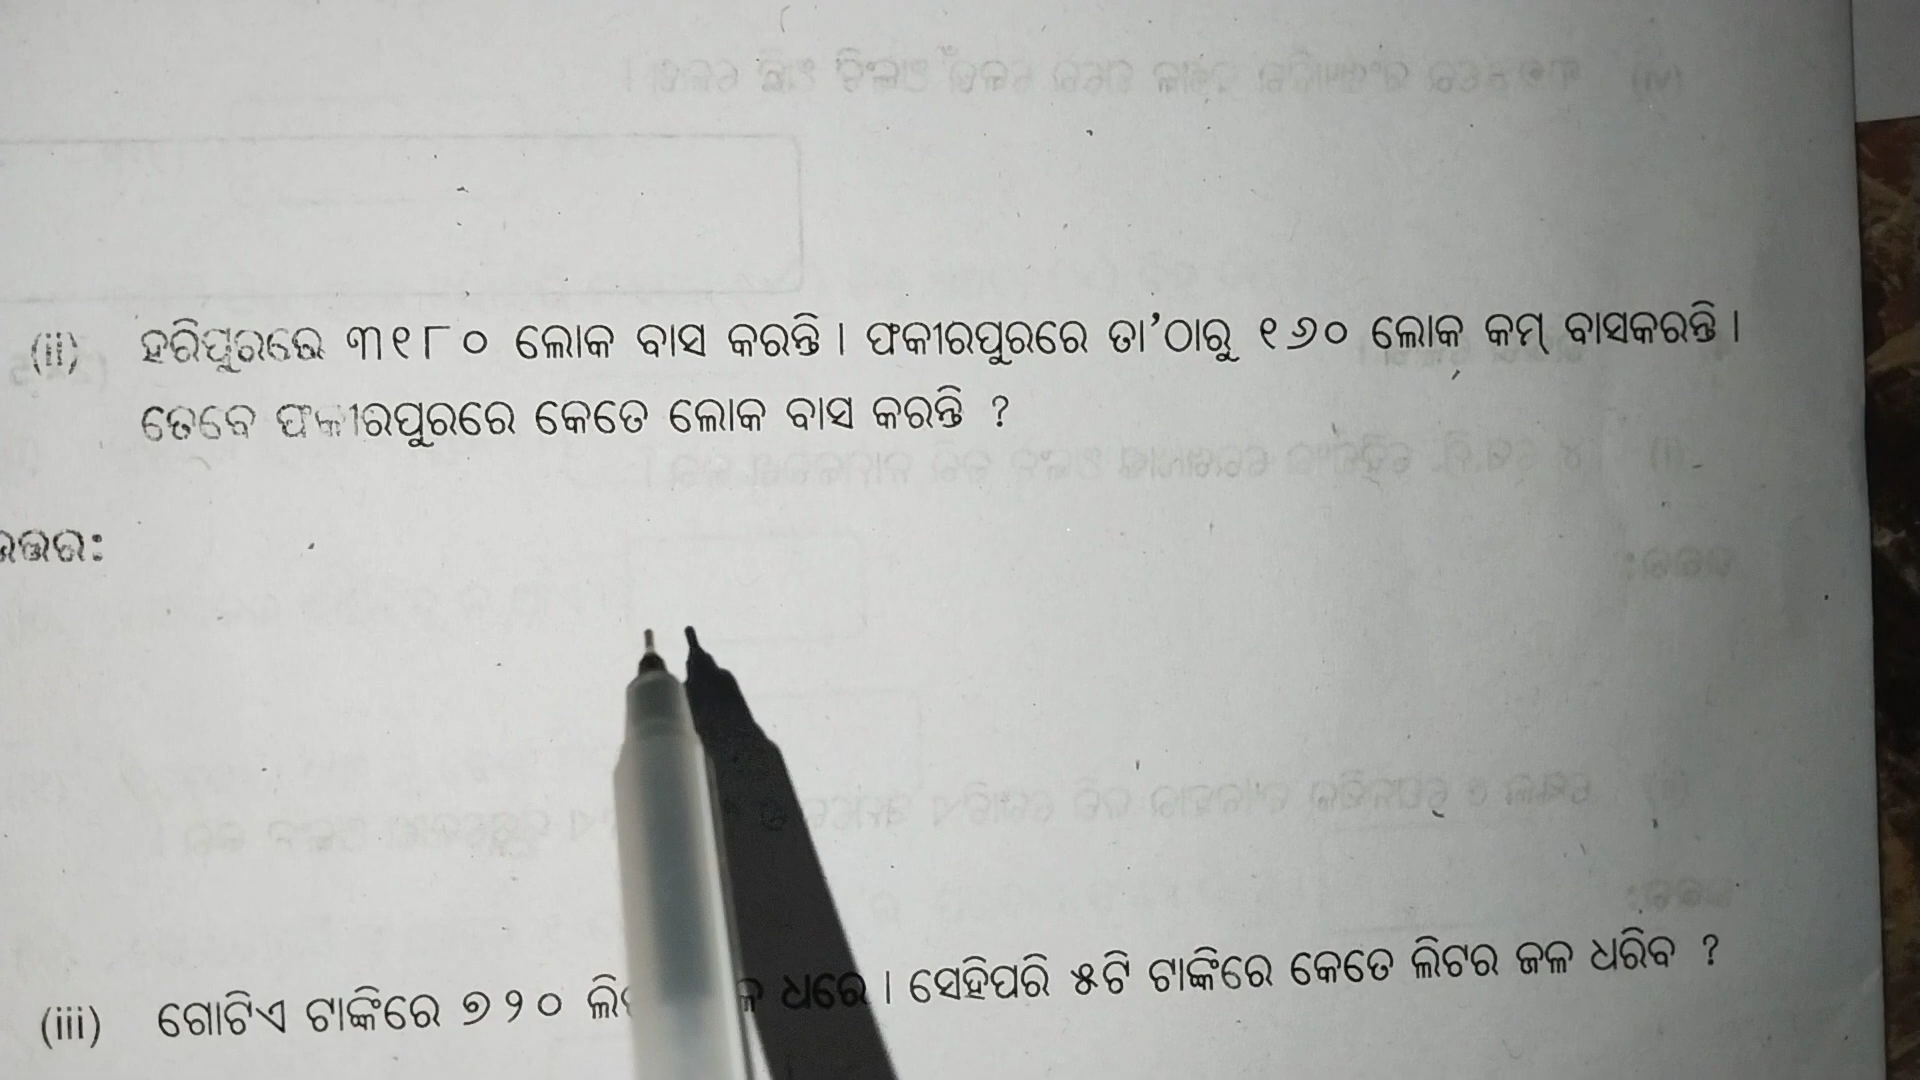 (ii) ହରିପୁରରେ ୩୧୮୦ ଲୋକ ବାସ କରନ୍ତି । ଫକୀରପୁରରେ ତା’ଠାରୁ ୧୬୦ ଲୋକ କମ୍ ବାସକରନ୍ତି ।
ତେବେ ଫକୀରପୁରରେ କେତେ ଲୋକ ବାସ କରନ୍ତି ?
ଉତ୍ତର:
(iii) ଗୋଟିଏ ଟାଙ୍କିରେ ୭୨୦ ଧରେ । ସେହିପରି ୫ଟି ଟାଙ୍କିରେ କେତେ ଲିଟର ଜଳ ଧରିବ ?